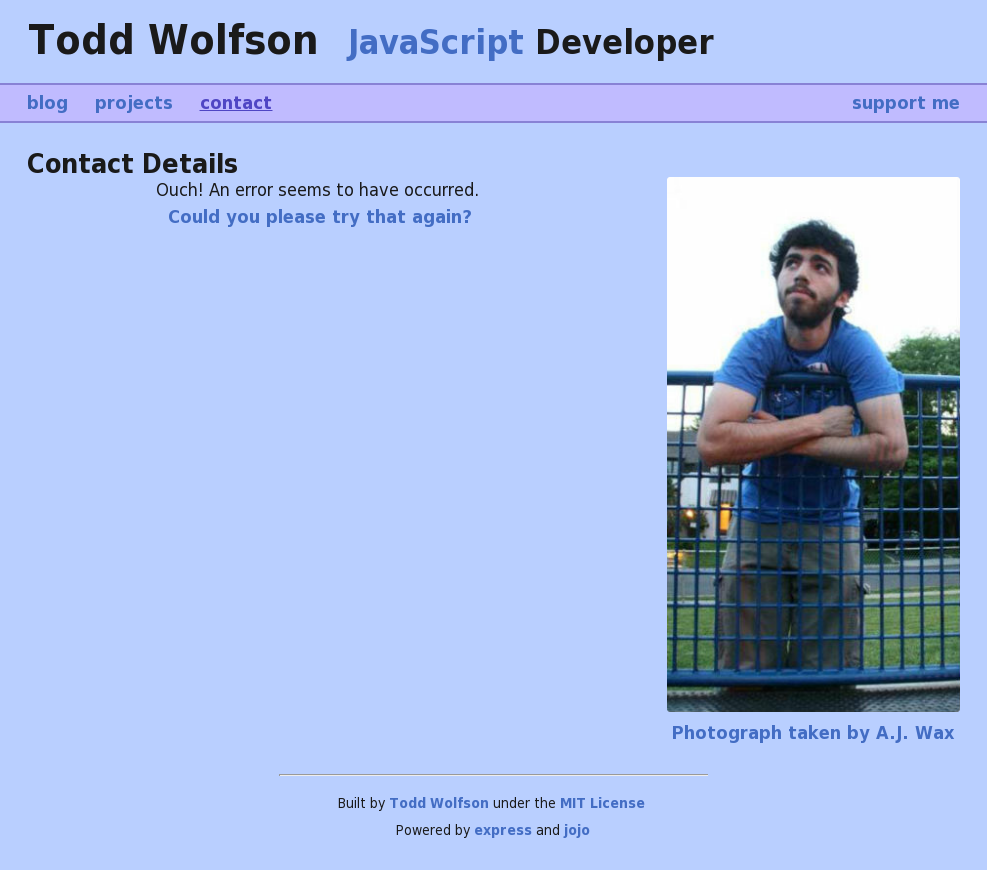 Todd Wolfson JavaScript Developer
blog projects contact support me
Contact Details
Ouch! An error seems to have occurred.
Could you please try that again?
Photograph taken by A.J. Wax
Built by Todd Wolfson under the MIT License
Powered by express and jojo